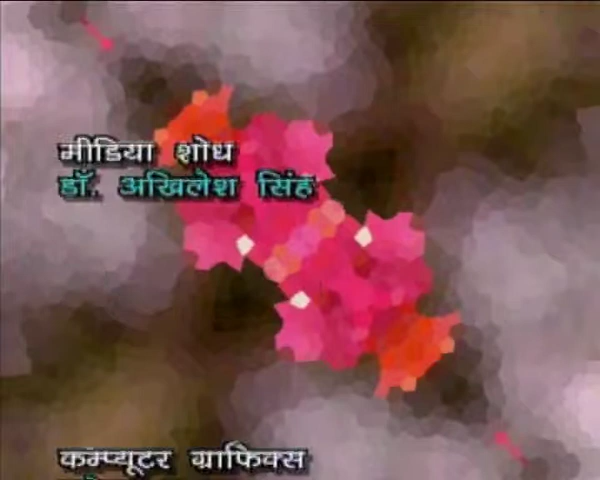 मीडिया शोध
डॉ. अखिलेश सिंह
कम्प्यूटर ग्राफिक्स